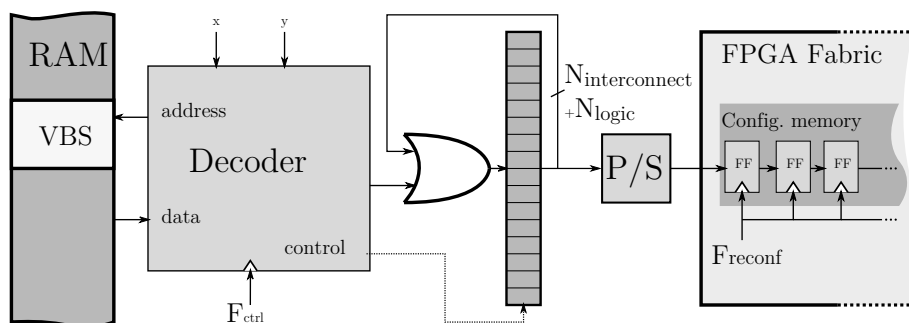 RAM
VBS
x
y
address
Decoder
data
control
F_ctrl
N_interconnect
+N_logic
P/S
FPGA Fabric
Config. memory
FF
FF
FF
...
...
F_reconf